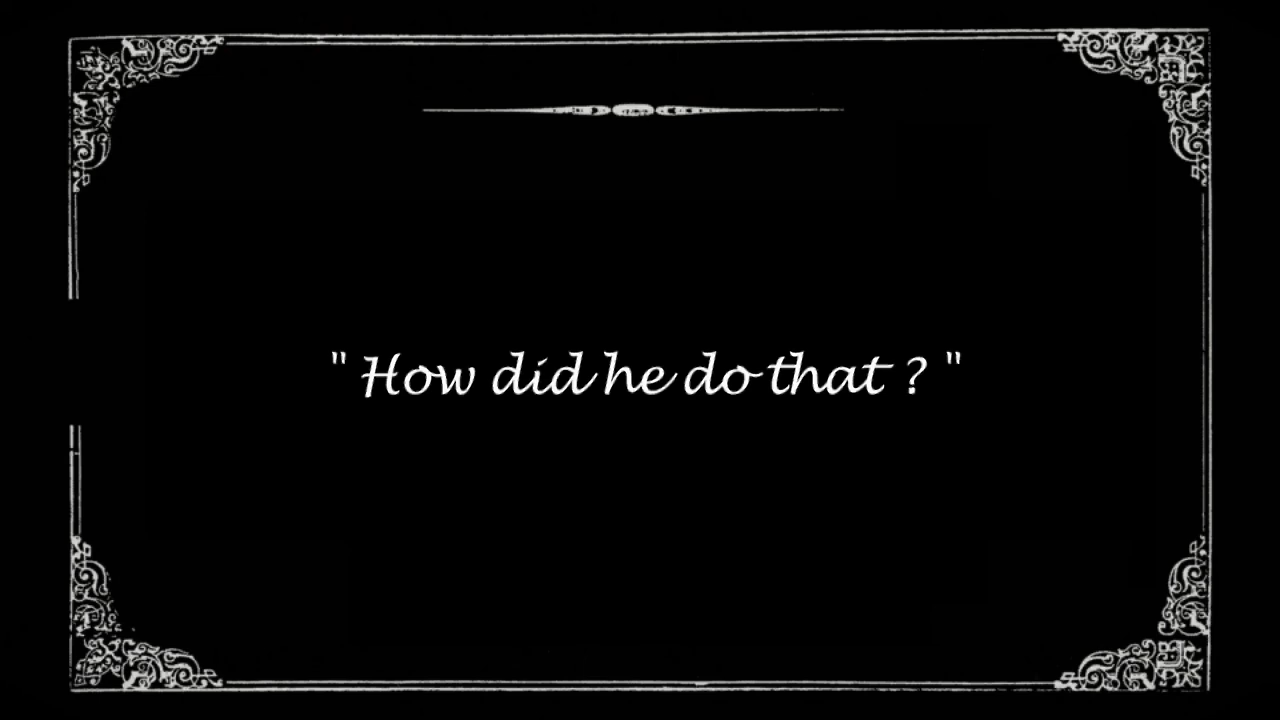 " How did he do that ? "